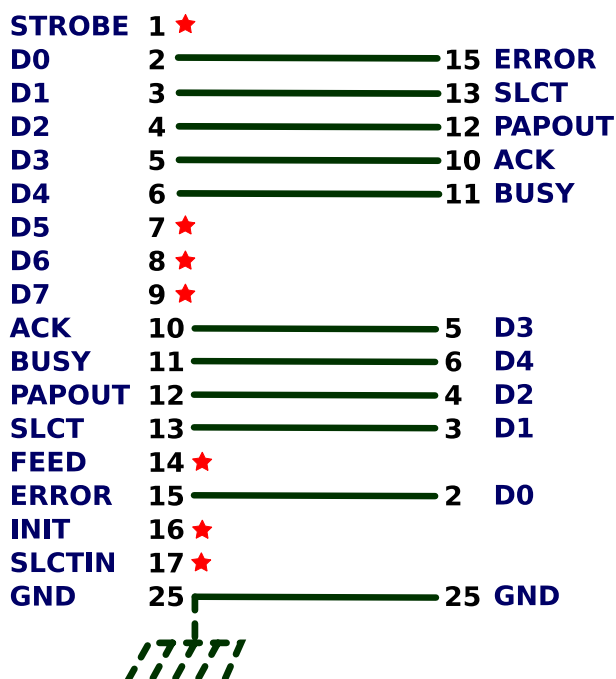 STROBE 1
D0 2 15 ERROR
D1 3 13 SLCT
D2 4 12 PAPOUT
D3 5 10 ACK
D4 6 11 BUSY
D5 7
D6 8
D7 9
ACK 10 5 D3
BUSY 11 6 D4
PAPOUT 12 4 D2
SLCT 13 3 D1
FEED 14
ERROR 15 2 D0
INIT 16
SLCTIN 17
GND 25 25 GND